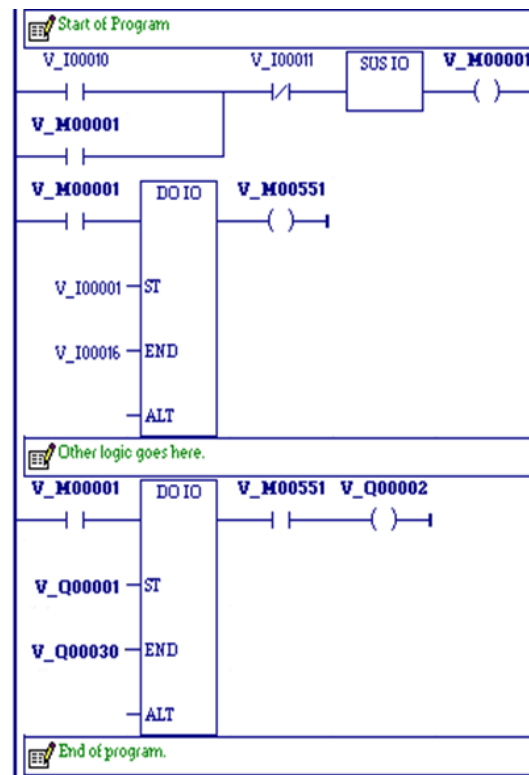 Start of Program
V_I00010 V_I00011 SUS IO V_M00001
V_M00001
V_M00001 DO IO V_M00551
V_I00001 ST
V_I00016 END
ALT
Other logic goes here.
V_M00001 DO IO V_M00551 V_Q00002
V_Q00001 ST
V_Q00030 END
ALT
End of program.